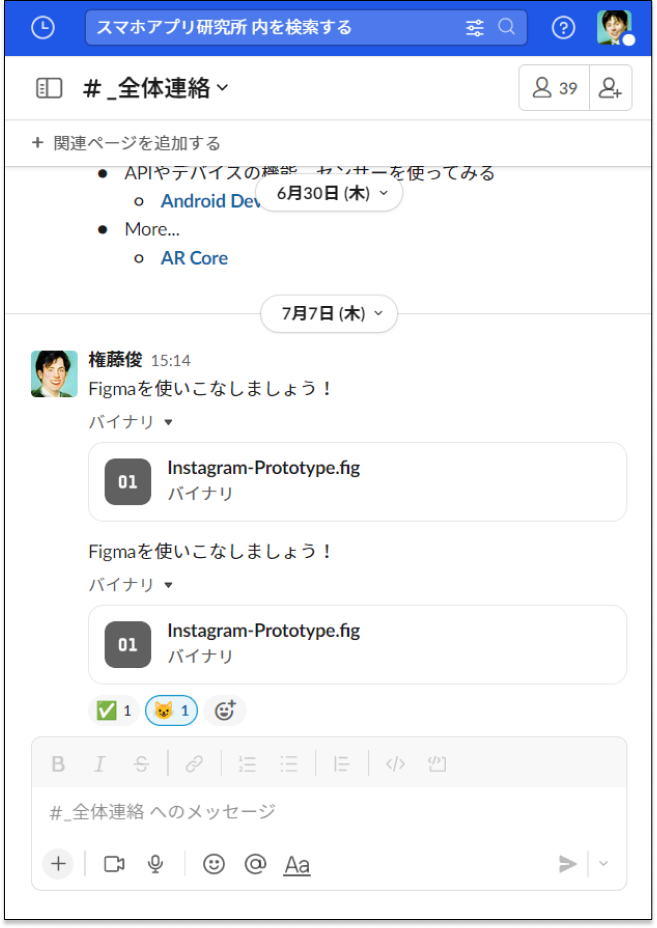 スマホアプリ研究所 内を検索する
# _全体連絡
39
+ 関連ページを追加する
APIやデバイスの機能、センサーを使ってみる
6月30日 (木)
Android Dev
More...
AR Core
7月7日 (木)
権藤俊 15:14
Figmaを使いこなしましょう！
バイナリ
01
Instagram-Prototype.fig
バイナリ
Figmaを使いこなしましょう！
バイナリ
01
Instagram-Prototype.fig
バイナリ
1 1
B I S
#_全体連絡 へのメッセージ
@ Aa